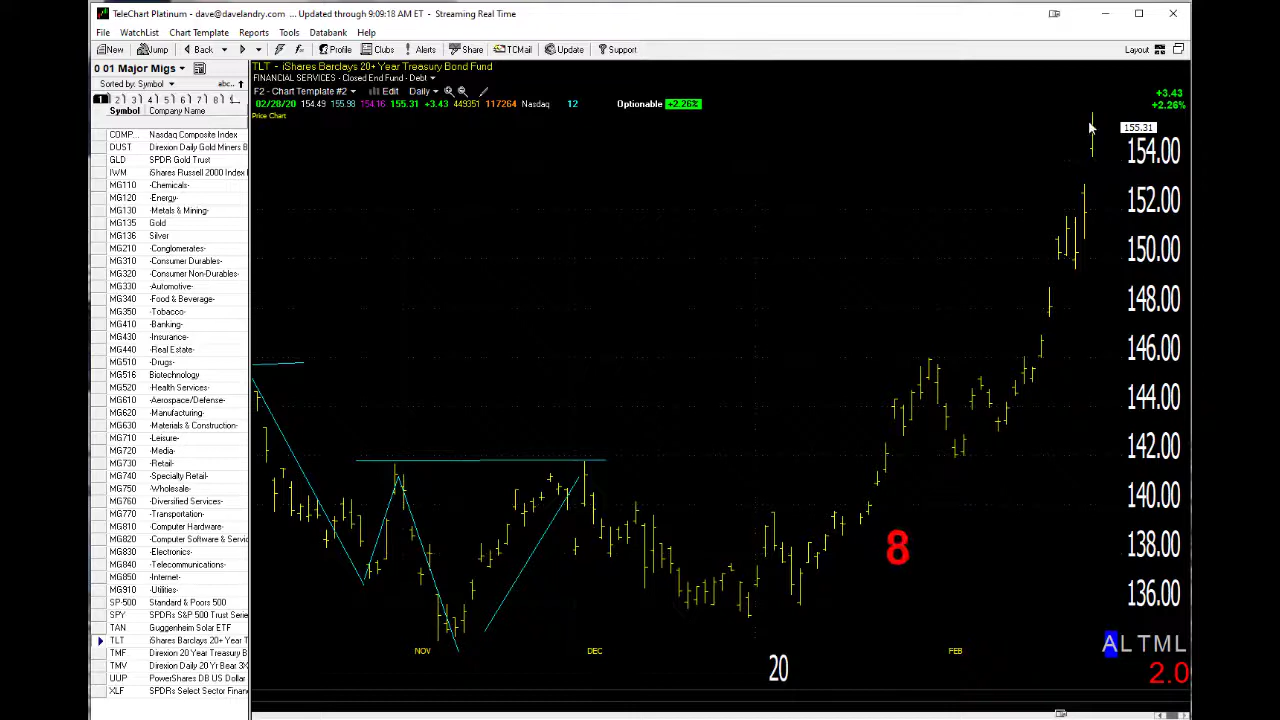 TeleChart Platinum - dave@davelandry.com ... Updated through 9:09:18 AM ET - Streaming Real Time
File WatchList Chart Template Reports Tools Databank Help
New Jump Back Profile Clubs Alerts Share TCMail Update Support Layout
0 01 Major Migs
Sorted by: Symbol abc..
1 2 3 4 5 6 7 8
Symbol Company Name
COMP... Nasdaq Composite Index
DUST Direxion Daily Gold Miners B
GLD SPDR Gold Trust
IWM iShares Russell 2000 Index I
MG110 -Chemicals-
MG120 -Energy-
MG130 -Metals & Mining-
MG135 Gold
MG136 Silver
MG210 -Conglomerates-
MG310 -Consumer Durables-
MG320 -Consumer Non-Durables-
MG330 -Automotive-
MG340 -Food & Beverage-
MG350 -Tobacco-
MG410 -Banking-
MG430 -Insurance-
MG440 -Real Estate-
MG510 -Drugs-
MG516 Biotechnology
MG520 -Health Services-
MG610 -Aerospace/Defense-
MG620 -Manufacturing-
MG630 -Materials & Construction-
MG710 -Leisure-
MG720 -Media-
MG730 -Retail-
MG740 -Specialty Retail-
MG750 -Wholesale-
MG760 -Diversified Services-
MG770 -Transportation-
MG810 -Computer Hardware-
MG820 -Computer Software & Servic
MG830 -Electronics-
MG840 -Telecommunications-
MG850 -Internet-
MG910 -Utilities-
SP-500 Standard & Poors 500
SPY SPDRs S&P 500 Trust Serie
TAN Guggenheim Solar ETF
TLT iShares Barclays 20+ Year T
TMF Direxion 20 Year Treasury B
TMV Direxion Daily 20 Yr Bear 3X
UUP PowerShares DB US Dollar
XLF SPDRs Select Sector Financ
TLT - iShares Barclays 20+ Year Treasury Bond Fund
FINANCIAL SERVICES - Closed End Fund - Debt
F2 - Chart Template #2 Edit Daily
02/28/20 154.49 155.98 154.16 155.31 +3.43 449351 117264 Nasdaq 12 Optionable +2.26%
+3.43
+2.26%
Price Chart
155.31
154.00
152.00
150.00
148.00
146.00
144.00
142.00
140.00
138.00
136.00
8
NOV DEC 20 FEB
A L T M L
2.0